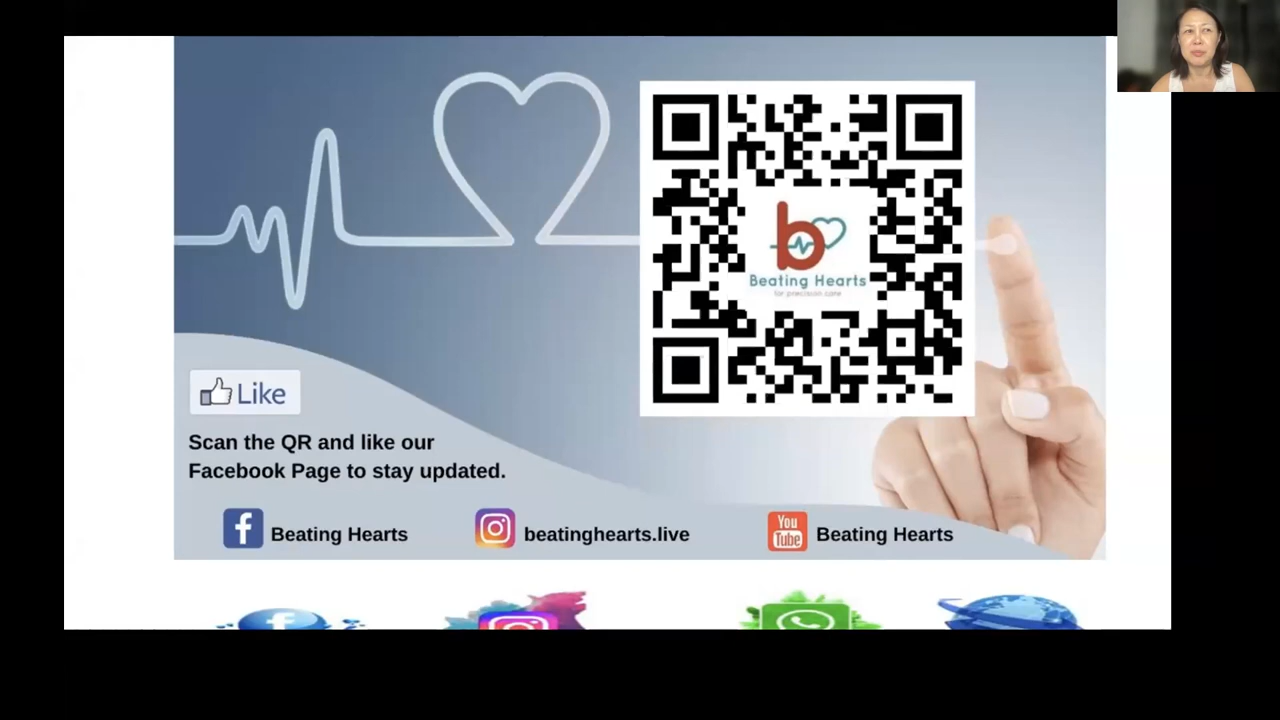 b
Beating Hearts
for precision care
Like
Scan the QR and like our
Facebook Page to stay updated.
f Beating Hearts
beatinghearts.live
You Tube Beating Hearts